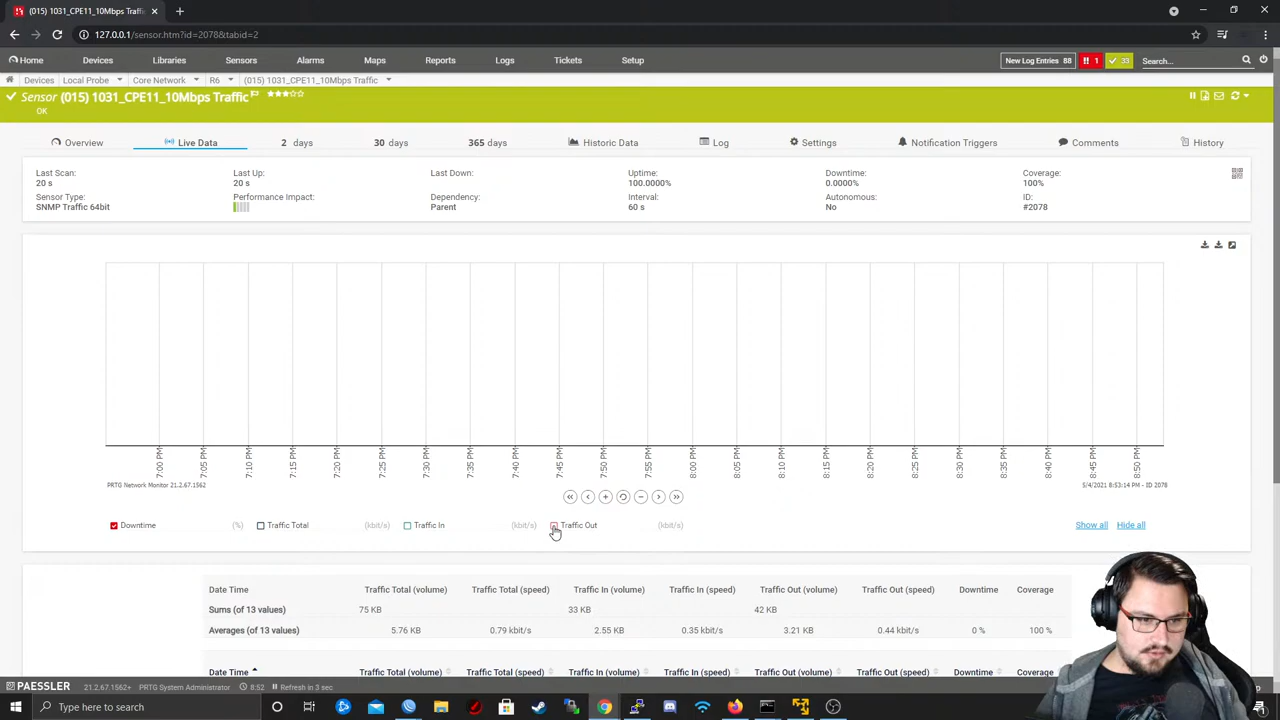 (015) 1031_CPE11_10Mbps Traffi
127.0.0.1/sensor.htm?id=2078&tabid=2
Home Devices Libraries Sensors Alarms Maps Reports Logs Tickets Setup New Log Entries 88 1 33 Search...
Devices Local Probe Core Network R6 (015) 1031_CPE11_10Mbps Traffic
Sensor (015) 1031_CPE11_10Mbps Traffic
OK
Overview Live Data 2 days 30 days 365 days Historic Data Log Settings Notification Triggers Comments History
Last Scan: Last Up: Last Down: Uptime: Downtime: Coverage:
20 s 20 s 100.0000% 0.0000% 100%
Sensor Type: Performance Impact: Dependency: Interval: Autonomous: ID:
SNMP Traffic 64bit Parent 60 s No #2078
7:00 PM 7:05 PM 7:10 PM 7:15 PM 7:20 PM 7:25 PM 7:30 PM 7:35 PM 7:40 PM 7:45 PM 7:50 PM 7:55 PM 8:00 PM 8:05 PM 8:10 PM 8:15 PM 8:20 PM 8:25 PM 8:30 PM 8:35 PM 8:40 PM 8:45 PM 8:50 PM
PRTG Network Monitor 21.2.67.1562 5/4/2021 8:53:14 PM - ID 2078
Downtime (%) Traffic Total (kbit/s) Traffic In (kbit/s) Traffic Out (kbit/s) Show all Hide all
Date Time Traffic Total (volume) Traffic Total (speed) Traffic In (volume) Traffic In (speed) Traffic Out (volume) Traffic Out (speed) Downtime Coverage
Sums (of 13 values) 75 KB 33 KB 42 KB
Averages (of 13 values) 5.76 KB 0.79 kbit/s 2.55 KB 0.35 kbit/s 3.21 KB 0.44 kbit/s 0 % 100 %
Date Time Traffic Total (volume) Traffic Total (speed) Traffic In (volume) Traffic In (speed) Traffic Out (volume) Traffic Out (speed) Downtime Coverage
PAESSLER 21.2.67.1562+ PRTG System Administrator 8:52 Refresh in 3 sec
Type here to search